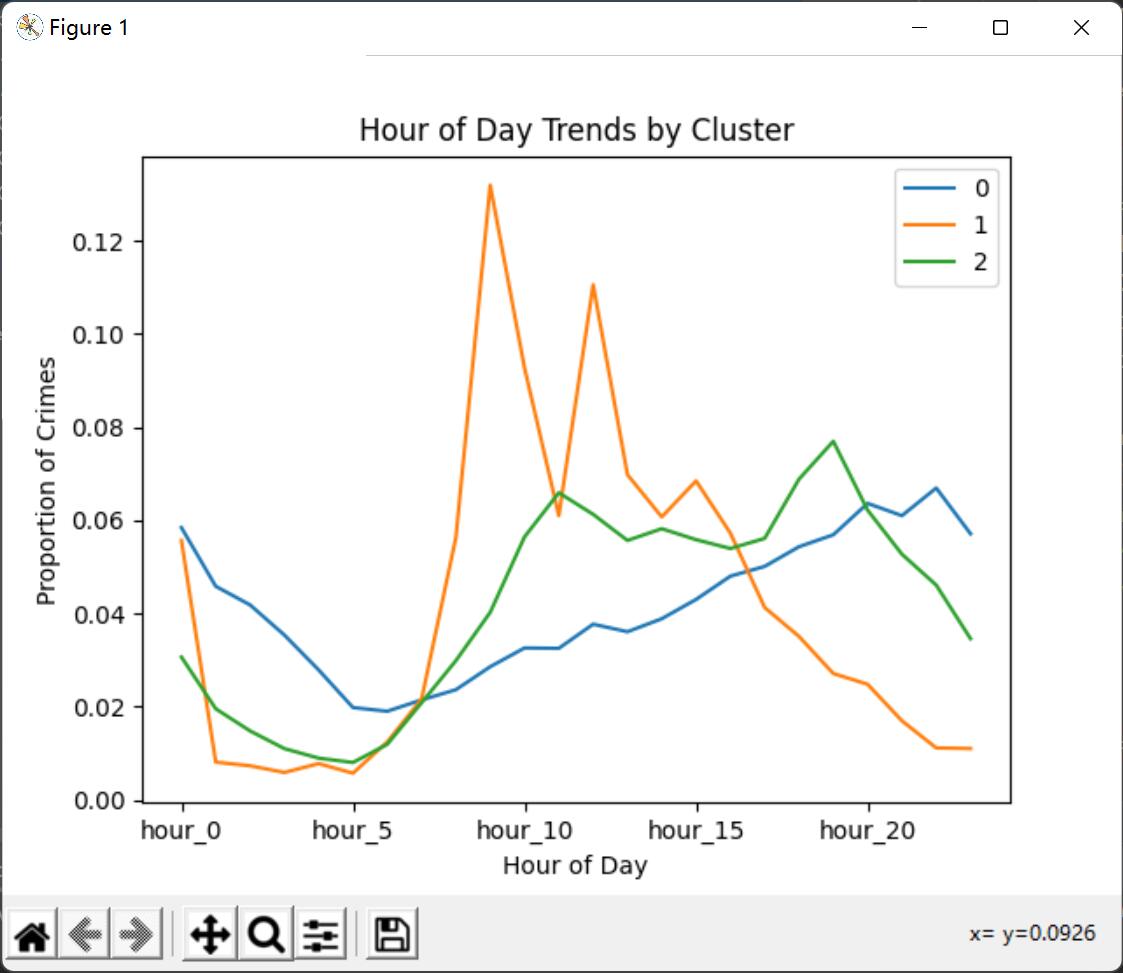 Figure 1
Hour of Day Trends by Cluster
0
1
2
0.12
0.10
0.08
0.06
0.04
0.02
0.00
Proportion of Crimes
hour_0 hour_5 hour_10 hour_15 hour_20
Hour of Day
x= y=0.0926